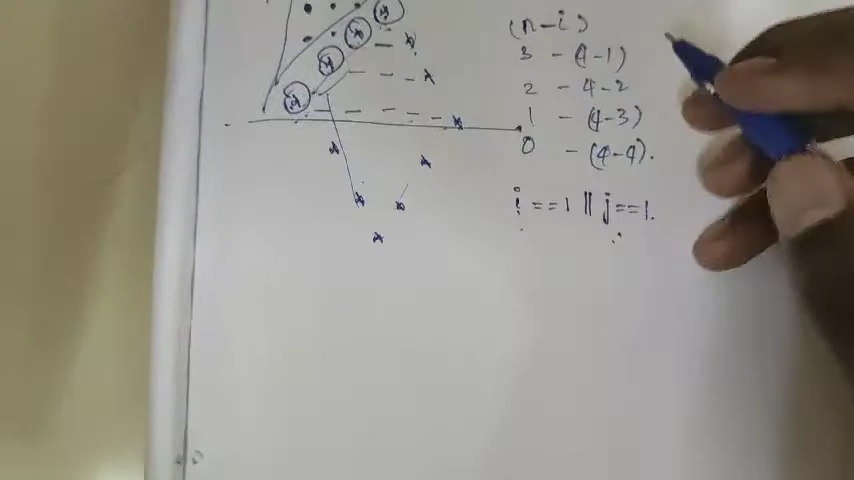 (n-i)
3 - (4-1)
2 - 4-2
1 - (4-3)
0 - (4-4).
i==1 || j==1.